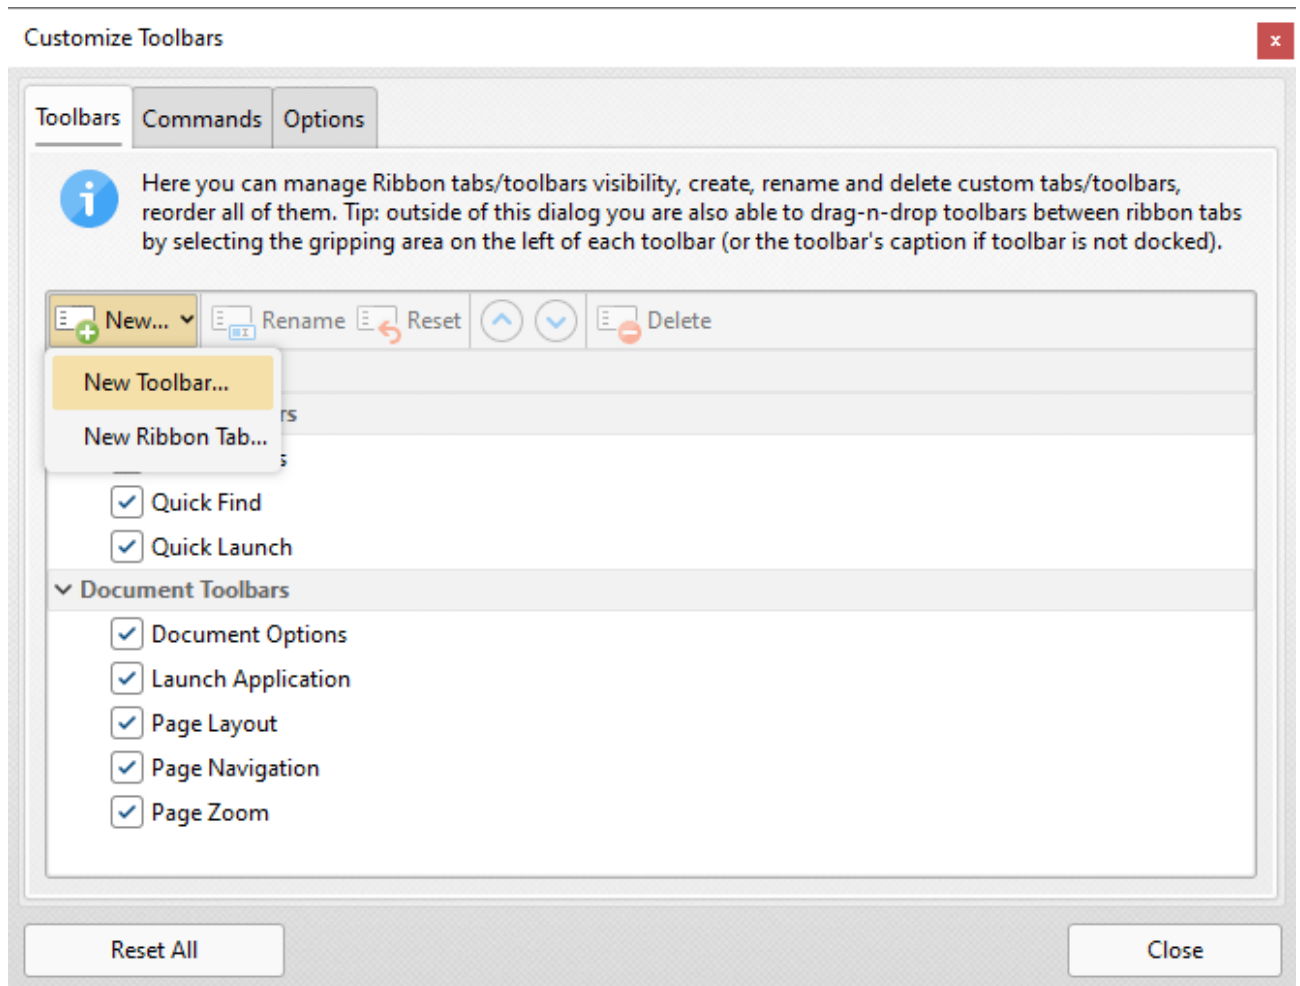 Customize Toolbars
x
Toolbars Commands Options
Here you can manage Ribbon tabs/toolbars visibility, create, rename and delete custom tabs/toolbars,
reorder all of them. Tip: outside of this dialog you are also able to drag-n-drop toolbars between ribbon tabs
by selecting the gripping area on the left of each toolbar (or the toolbar's caption if toolbar is not docked).
New... Rename Reset Delete
New Toolbar...
New Ribbon Tab...
Quick Find
Quick Launch
Document Toolbars
Document Options
Launch Application
Page Layout
Page Navigation
Page Zoom
Reset All Close